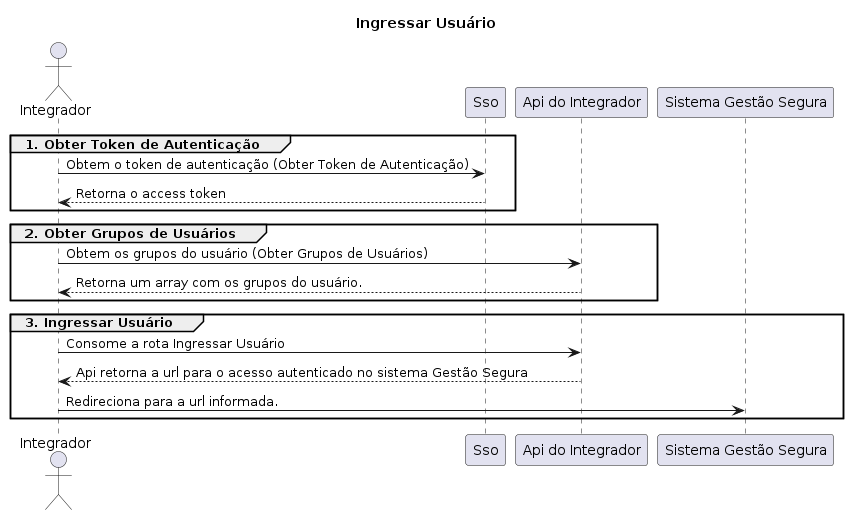 Ingressar Usuário
Integrador
Sso
Api do Integrador
Sistema Gestão Segura
1. Obter Token de Autenticação
Obtem o token de autenticação (Obter Token de Autenticação)
Retorna o access token
2. Obter Grupos de Usuários
Obtem os grupos do usuário (Obter Grupos de Usuários)
Retorna um array com os grupos do usuário.
3. Ingressar Usuário
Consome a rota Ingressar Usuário
Api retorna a url para o acesso autenticado no sistema Gestão Segura
Redireciona para a url informada.
Integrador
Sso
Api do Integrador
Sistema Gestão Segura